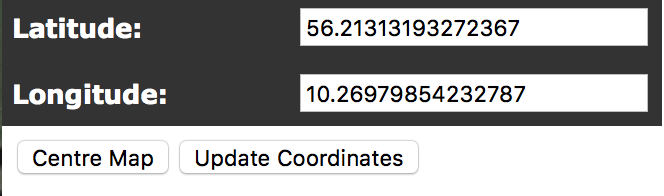 Latitude: 56.21313193272367
Longitude: 10.26979854232787
Centre Map Update Coordinates